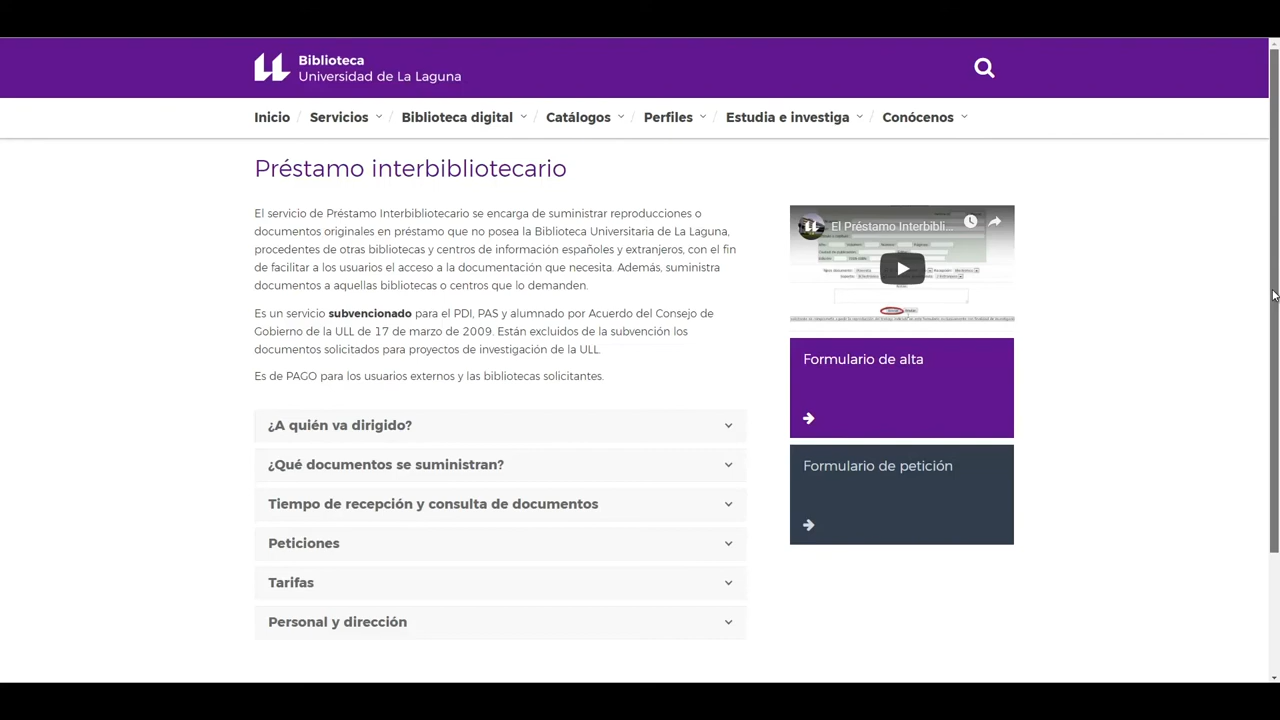 Biblioteca
Universidad de La Laguna
Inicio / Servicios / Biblioteca digital / Catálogos / Perfiles / Estudia e investiga / Conócenos
Préstamo interbibliotecario
El servicio de Préstamo Interbibliotecario se encarga de suministrar reproducciones o
documentos originales en préstamo que no posea la Biblioteca Universitaria de La Laguna,
procedentes de otras bibliotecas y centros de información españoles y extranjeros, con el fin
de facilitar a los usuarios el acceso a la documentación que necesita. Además, suministra
documentos a aquellas bibliotecas o centros que lo demanden.
Es un servicio subvencionado para el PDI, PAS y alumnado por Acuerdo del Consejo de
Gobierno de la ULL de 17 de marzo de 2009. Están excluidos de la subvención los
documentos solicitados para proyectos de investigación de la ULL.
Es de PAGO para los usuarios externos y las bibliotecas solicitantes.
¿A quién va dirigido?
¿Qué documentos se suministran?
Tiempo de recepción y consulta de documentos
Peticiones
Tarifas
Personal y dirección
El Préstamo Interbibli...
Formulario de alta
Formulario de petición